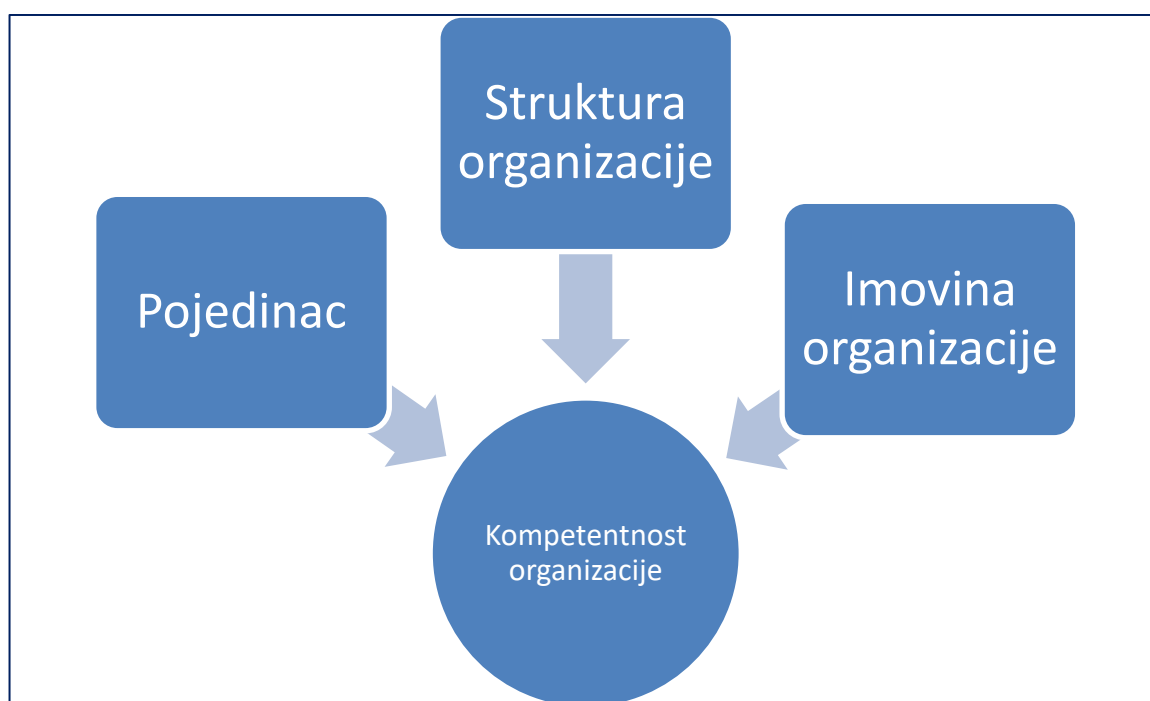 Struktura
organizacije
Pojedinac
Imovina
organizacije
Kompetentnost
organizacije